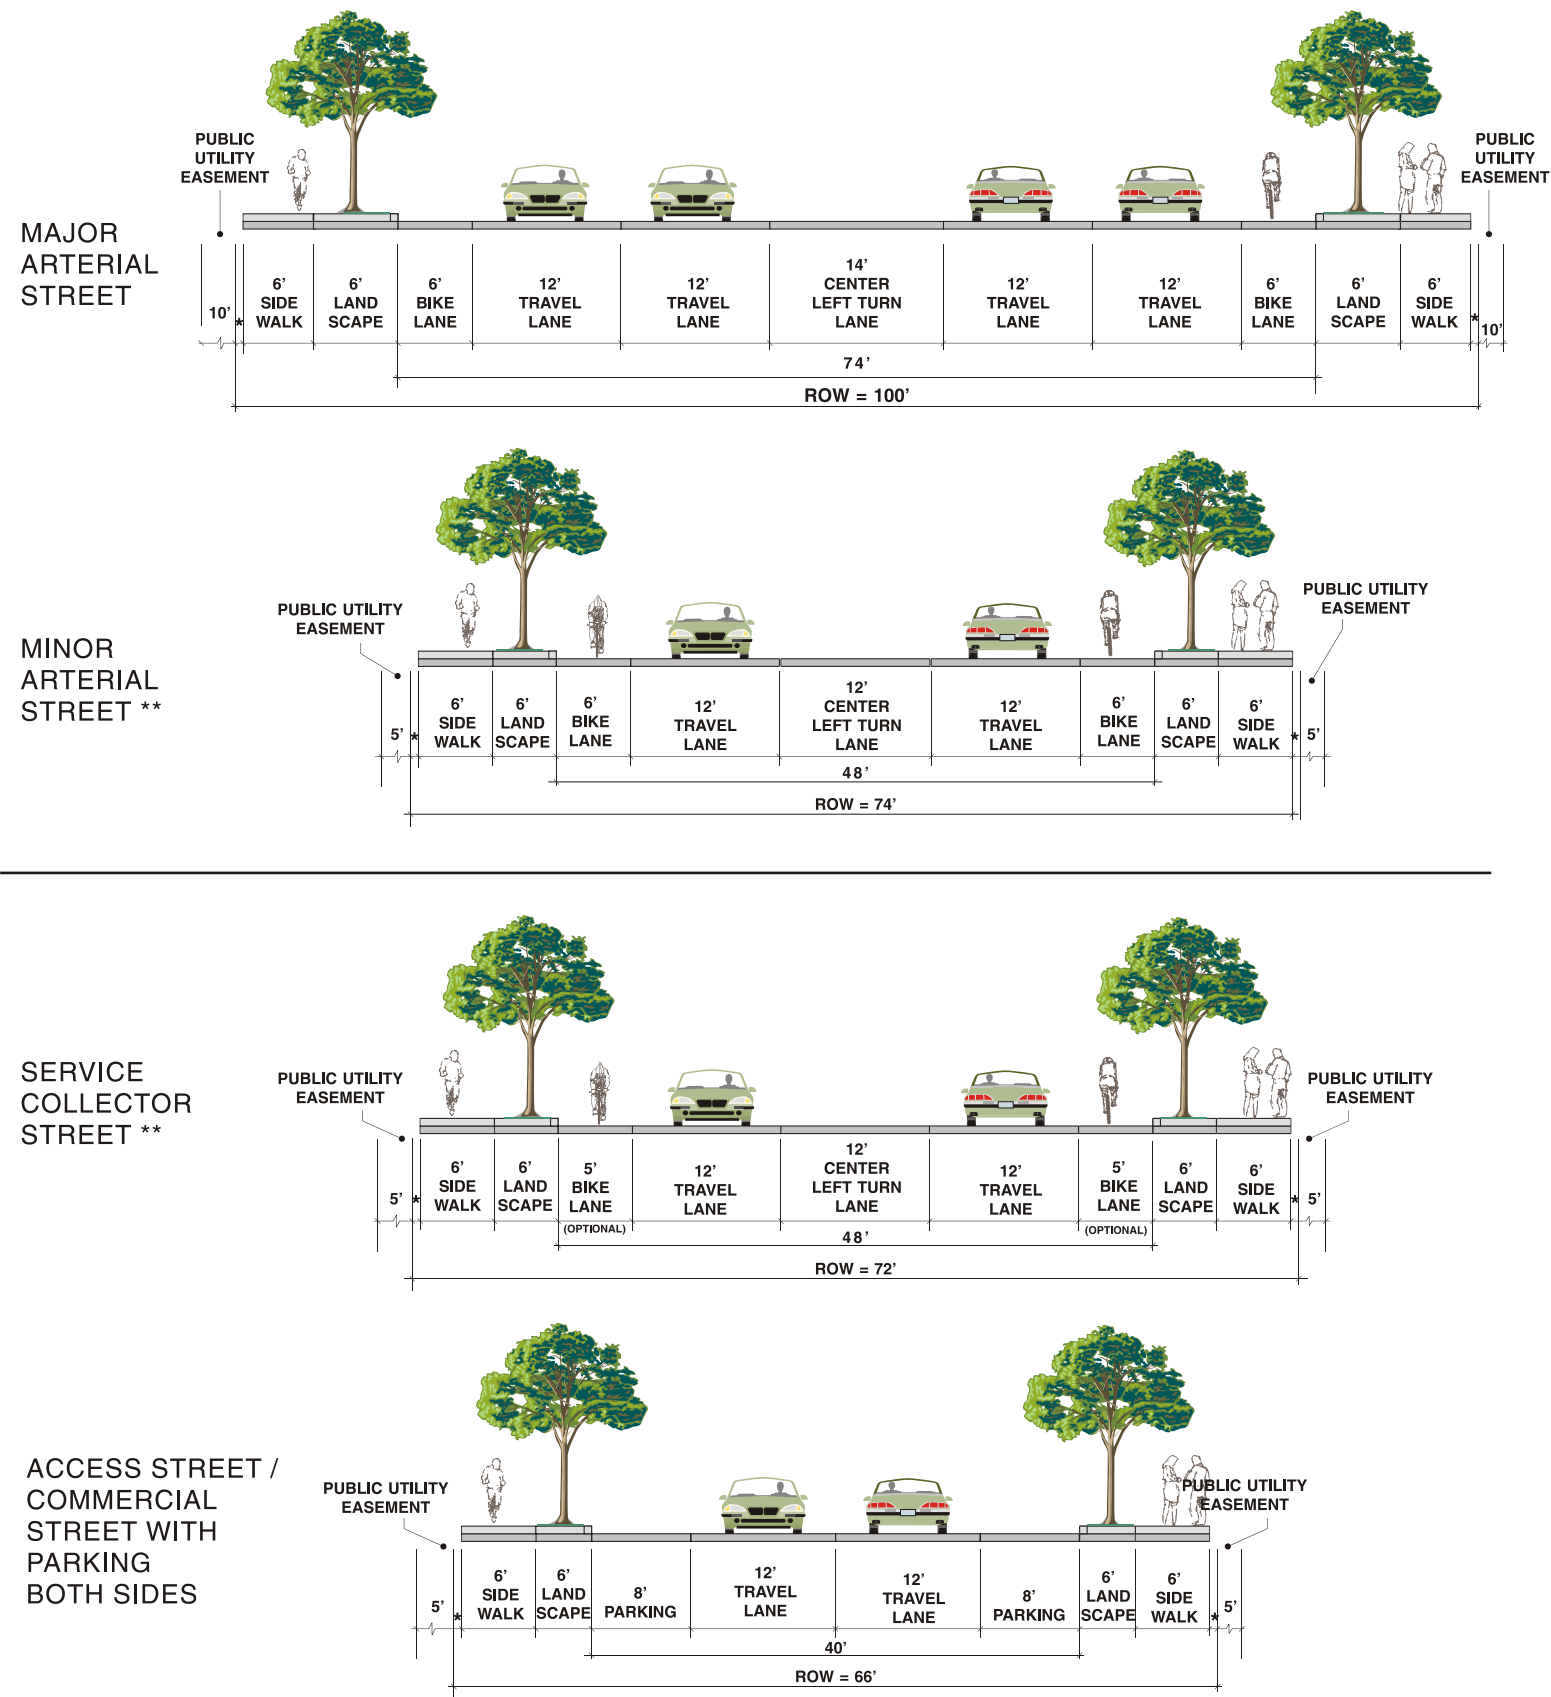 MAJOR
ARTERIAL
STREET
PUBLIC
UTILITY
EASEMENT
PUBLIC
UTILITY
EASEMENT
10'
*
6'
SIDE
WALK
6'
LAND
SCAPE
6'
BIKE
LANE
12'
TRAVEL
LANE
12'
TRAVEL
LANE
14'
CENTER
LEFT TURN
LANE
12'
TRAVEL
LANE
12'
TRAVEL
LANE
6'
BIKE
LANE
6'
LAND
SCAPE
6'
SIDE
WALK
*
10'
74'
ROW = 100'
MINOR
ARTERIAL
STREET **
PUBLIC UTILITY
EASEMENT
PUBLIC UTILITY
EASEMENT
5'
*
6'
SIDE
WALK
6'
LAND
SCAPE
6'
BIKE
LANE
12'
TRAVEL
LANE
12'
CENTER
LEFT TURN
LANE
12'
TRAVEL
LANE
6'
BIKE
LANE
6'
LAND
SCAPE
6'
SIDE
WALK
*
5'
48'
ROW = 74'
SERVICE
COLLECTOR
STREET **
PUBLIC UTILITY
EASEMENT
PUBLIC UTILITY
EASEMENT
5'
*
6'
SIDE
WALK
6'
LAND
SCAPE
5'
BIKE
LANE
(OPTIONAL)
12'
TRAVEL
LANE
12'
CENTER
LEFT TURN
LANE
12'
TRAVEL
LANE
5'
BIKE
LANE
(OPTIONAL)
6'
LAND
SCAPE
6'
SIDE
WALK
*
5'
48'
ROW = 72'
ACCESS STREET /
COMMERCIAL
STREET WITH
PARKING
BOTH SIDES
PUBLIC UTILITY
EASEMENT
PUBLIC UTILITY
EASEMENT
5'
*
6'
SIDE
WALK
6'
LAND
SCAPE
8'
PARKING
12'
TRAVEL
LANE
12'
TRAVEL
LANE
8'
PARKING
6'
LAND
SCAPE
6'
SIDE
WALK
*
5'
40'
ROW = 66'